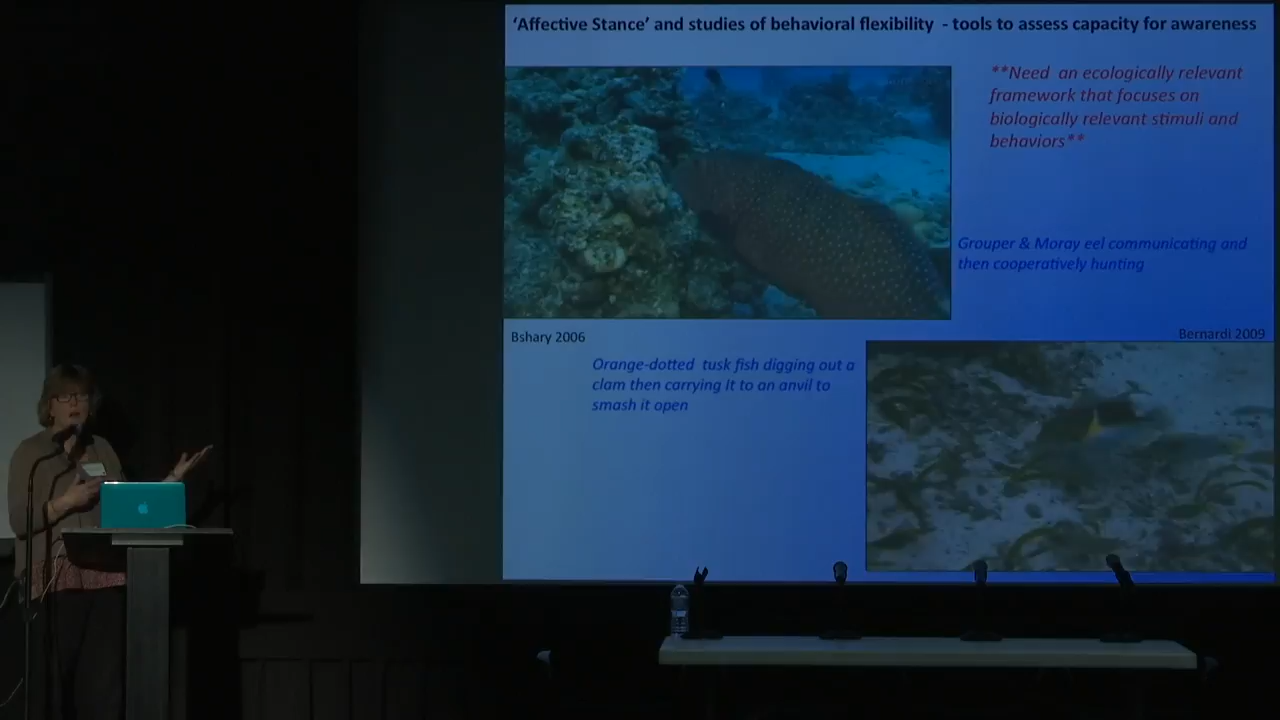 'Affective Stance' and studies of behavioral flexibility - tools to assess capacity for awareness
**Need an ecologically relevant
framework that focuses on
biologically relevant stimuli and
behaviors**
Grouper & Moray eel communicating and
then cooperatively hunting
Bshary 2006
Bernardi 2009
Orange-dotted tusk fish digging out a
clam then carrying It to an anvil to
smash it open